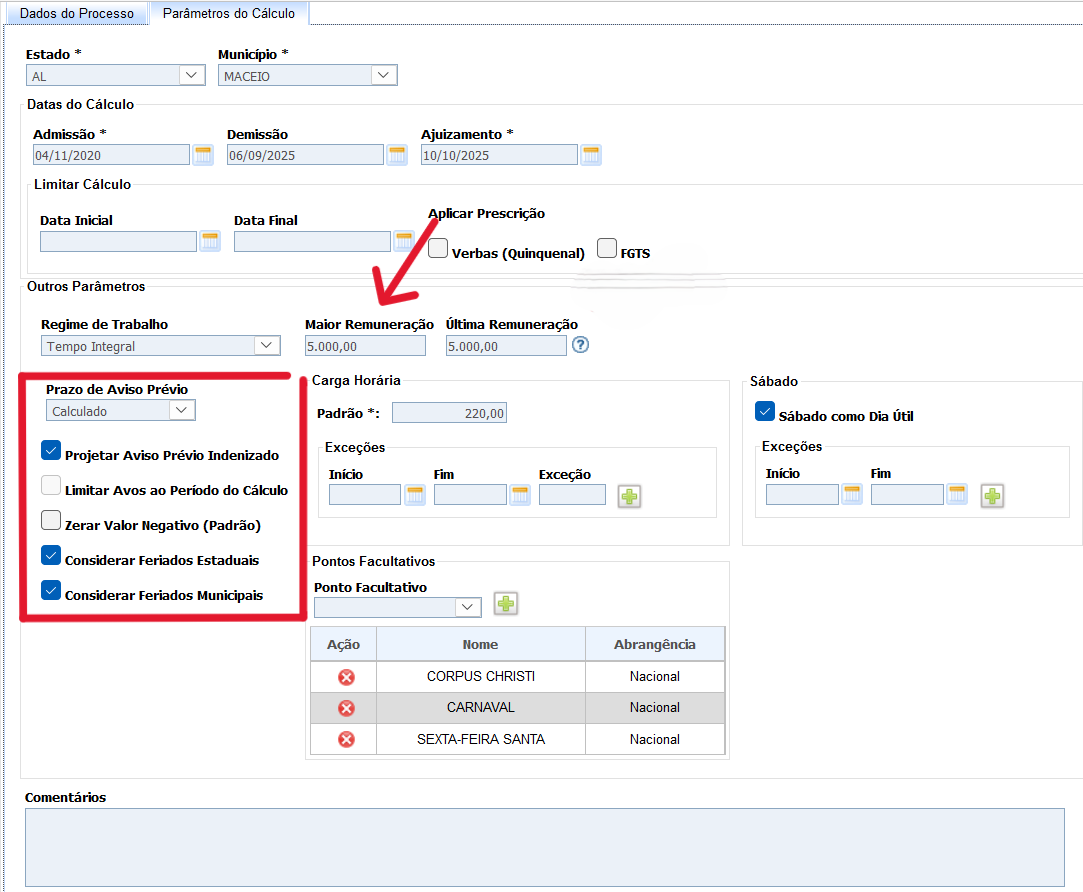 Dados do Processo Parâmetros do Cálculo
Estado * Município *
AL MACEIO
Datas do Cálculo
Admissão * Demissão Ajuizamento *
04/11/2020 06/09/2025 10/10/2025
Limitar Cálculo
Data Inicial Data Final Aplicar Prescrição
Verbas (Quinquenal) FGTS
Outros Parâmetros
Regime de Trabalho Maior Remuneração Última Remuneração
Tempo Integral 5.000,00 5.000,00 ?
Prazo de Aviso Prévio
Calculado
Projetar Aviso Prévio Indenizado
Limitar Avos ao Período do Cálculo
Zerar Valor Negativo (Padrão)
Considerar Feriados Estaduais
Considerar Feriados Municipais
Carga Horária
Padrão *: 220,00
Exceções
Início Fim Exceção
Sábado
Sábado como Dia Útil
Exceções
Início Fim
Pontos Facultativos
Ponto Facultativo
Ação Nome Abrangência
CORPUS CHRISTI Nacional
CARNAVAL Nacional
SEXTA-FEIRA SANTA Nacional
Comentários